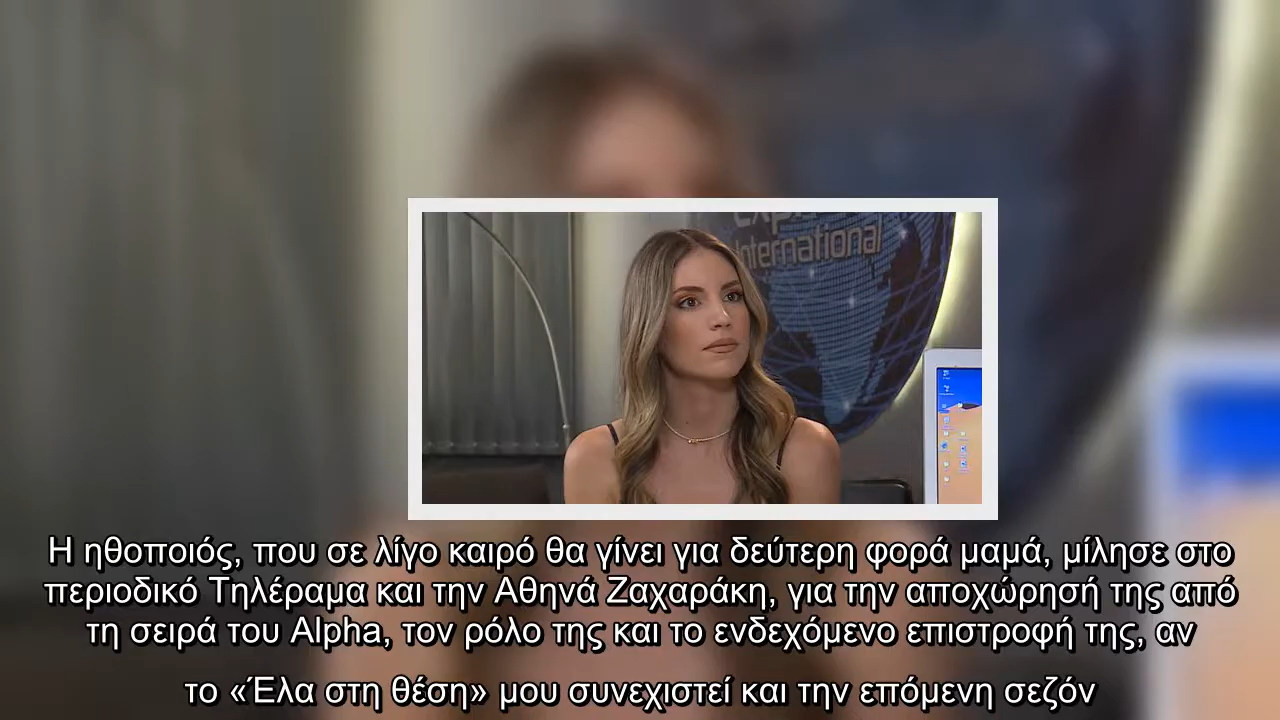 International
Η ηθοποιός, που σε λίγο καιρό θα γίνει για δεύτερη φορά μαμά, μίλησε στο
περιοδικό Τηλέραμα και την Αθηνά Ζαχαράκη, για την αποχώρησή της από
τη σειρά του Alpha, τον ρόλο της και το ενδεχόμενο επιστροφή της, αν
το «Έλα στη θέση» μου συνεχιστεί και την επόμενη σεζόν